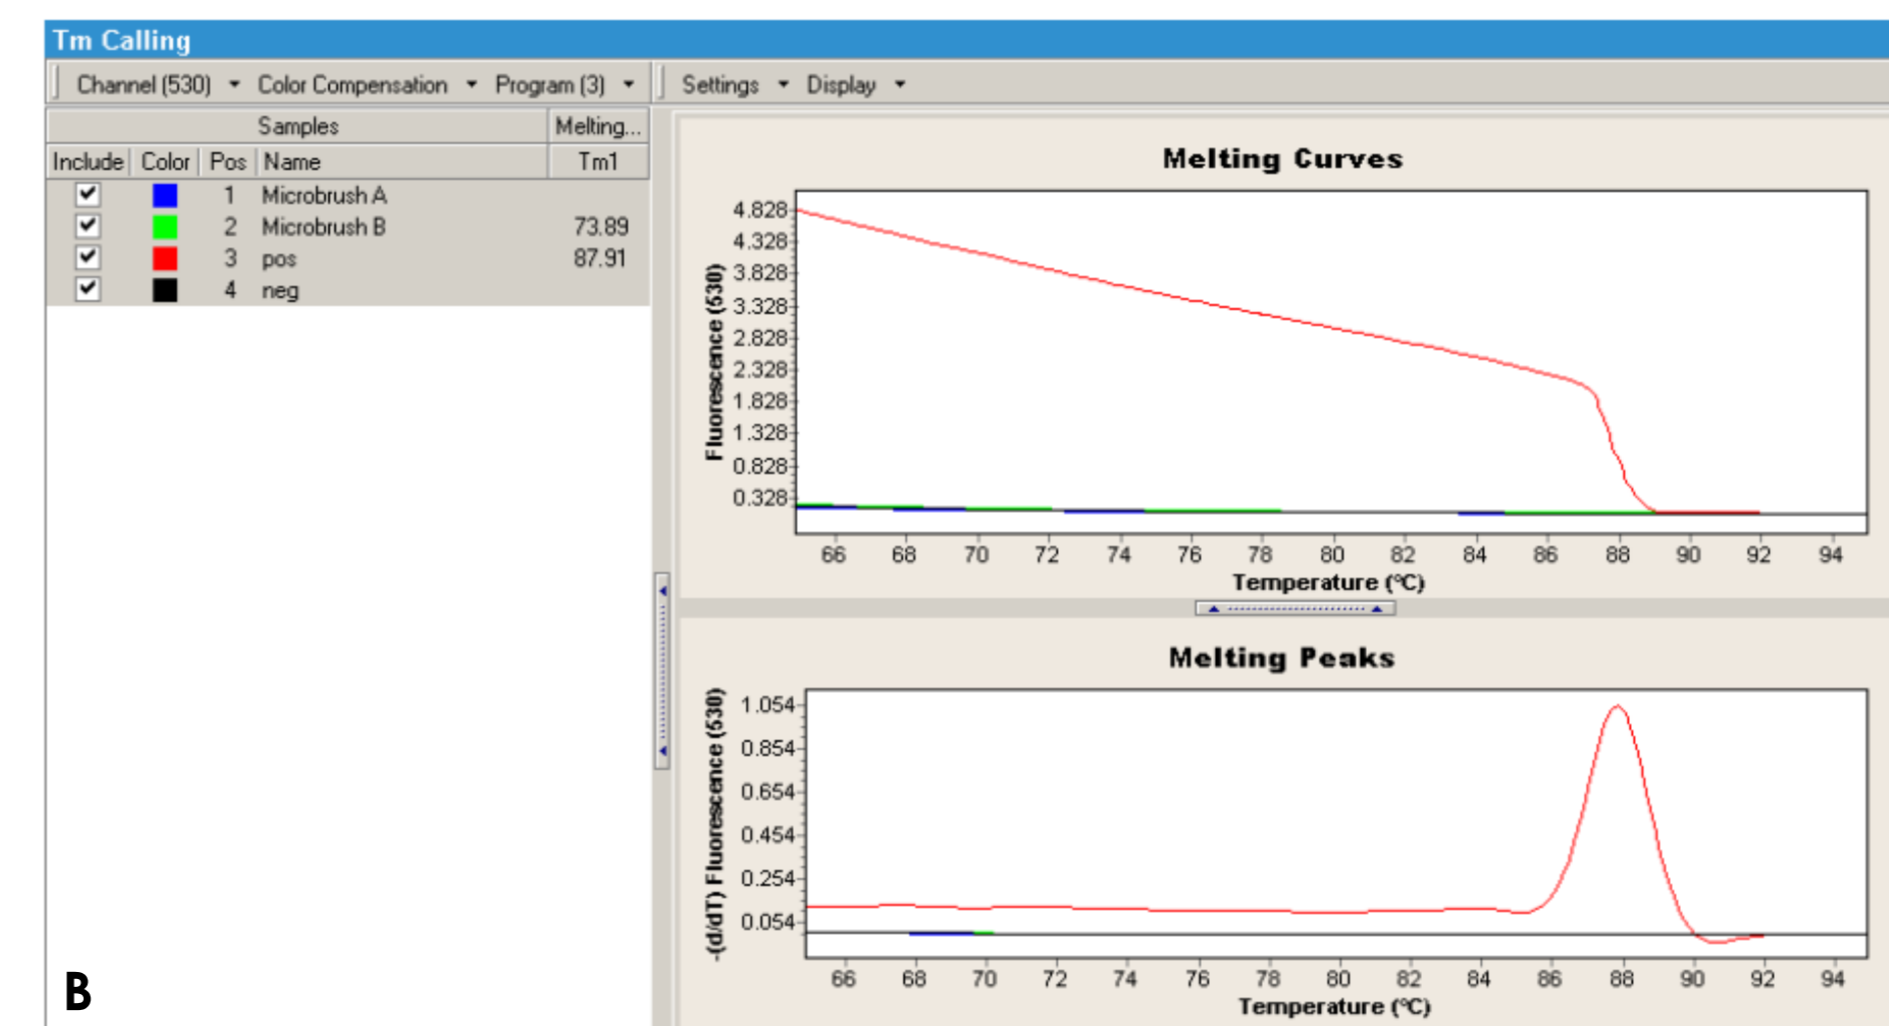 Tm Calling
Channel (530) Color Compensation Program (3) Settings Display
Samples Melting...
Include Color Pos Name Tm1
1 Microbrush A
2 Microbrush B 73.89
3 pos 87.91
4 neg
Melting Curves
Fluorescence (530)
4.828
4.328
3.828
3.328
2.828
2.328
1.828
1.328
0.828
0.328
66 68 70 72 74 76 78 80 82 84 86 88 90 92 94
Temperature (°C)
Melting Peaks
-(d/dT) Fluorescence (530)
1.054
0.854
0.654
0.454
0.254
0.054
66 68 70 72 74 76 78 80 82 84 86 88 90 92 94
Temperature (°C)
B